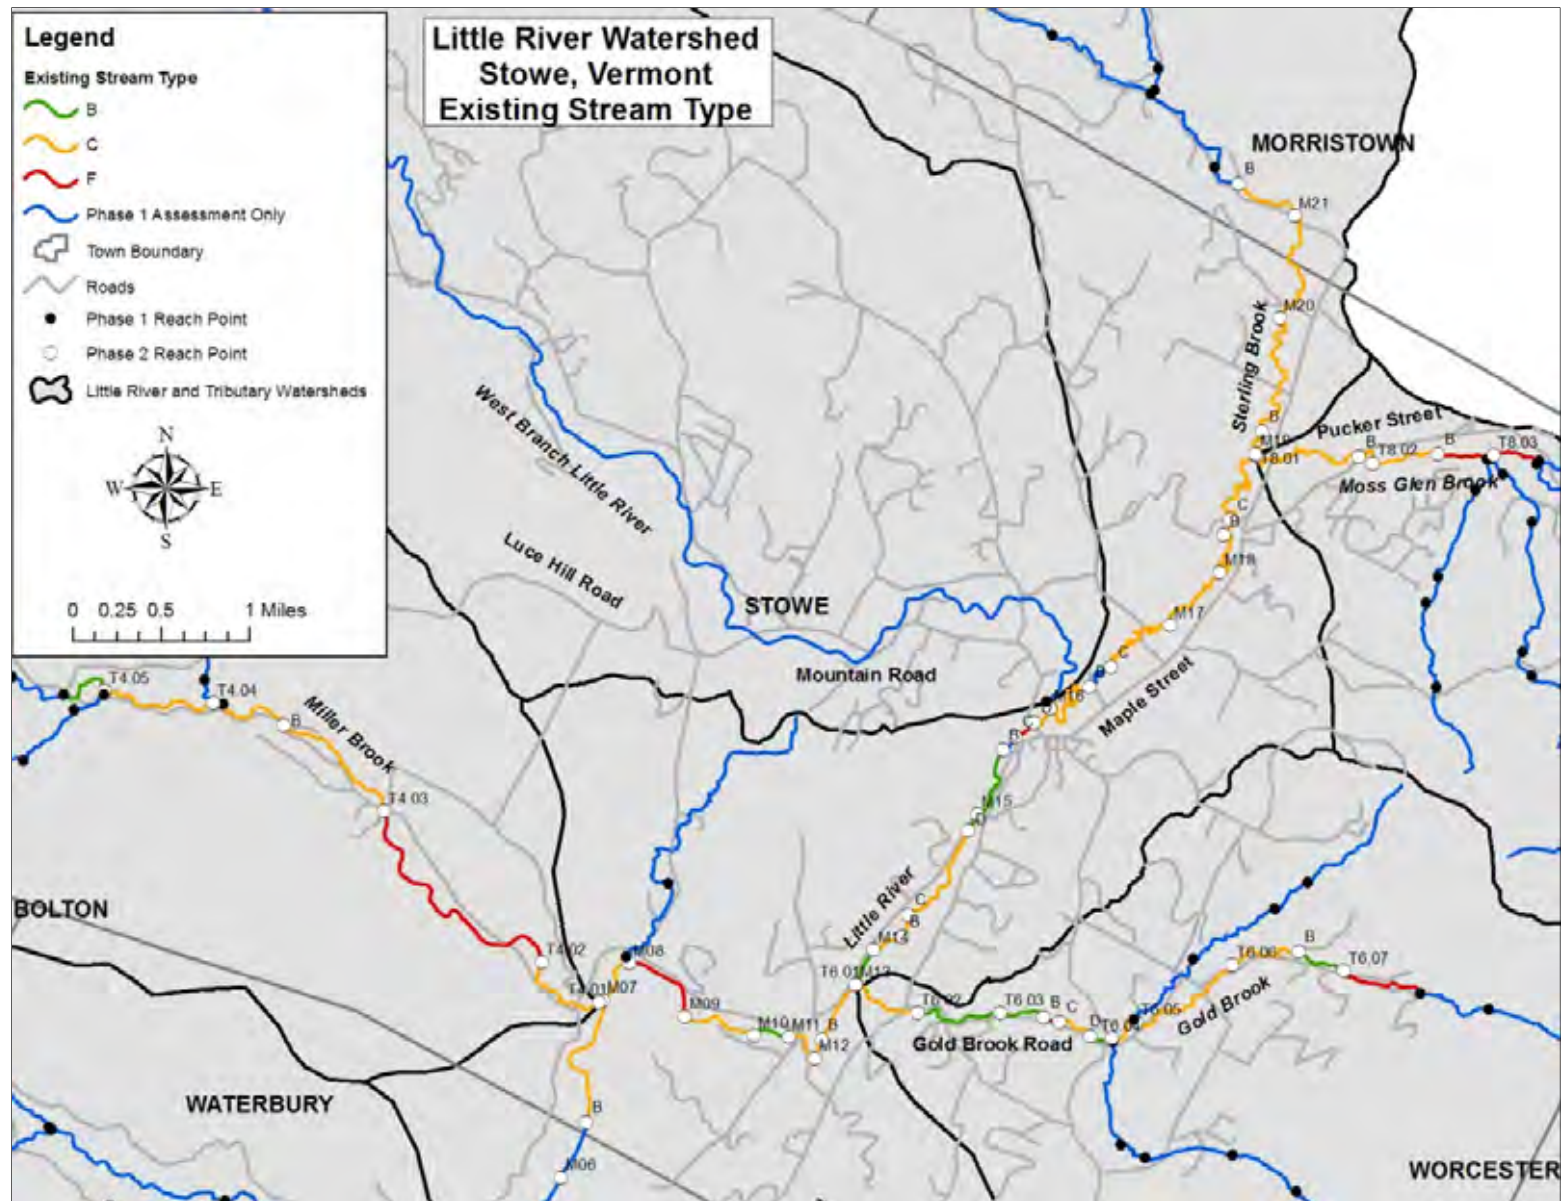 Legend
Existing Stream Type
B
C
F
Phase 1 Assessment Only
Town Boundary
Roads
Phase 1 Reach Point
Phase 2 Reach Point
Little River and Tributary Watersheds
N
W
E
S
0 0.25 0.5 1 Miles
Little River Watershed
Stowe, Vermont
Existing Stream Type
MORRISTOWN
B
M21
M20
Sterling Brook
B
Pucker Street
M19
T8.01
B
T8.02
B
T8.03
Moss Glen Brook
C
B
M18
West Branch Little River
Luce Hill Road
STOWE
M17
C
B
Mountain Road
M16
Maple Street
C
B
T4.05
T4.04
Miller Brook
B
T4.03
M15
D
Little River
C
B
M14
BOLTON
T4.02
M08
T6.01
M13
T4.01
M07
M09
M10
M11
B
M12
T6.02
T6.03
B
C
D
T6.04
T6.05
T6.06
B
T6.07
Gold Brook
Gold Brook Road
WATERBURY
B
M06
WORCESTER